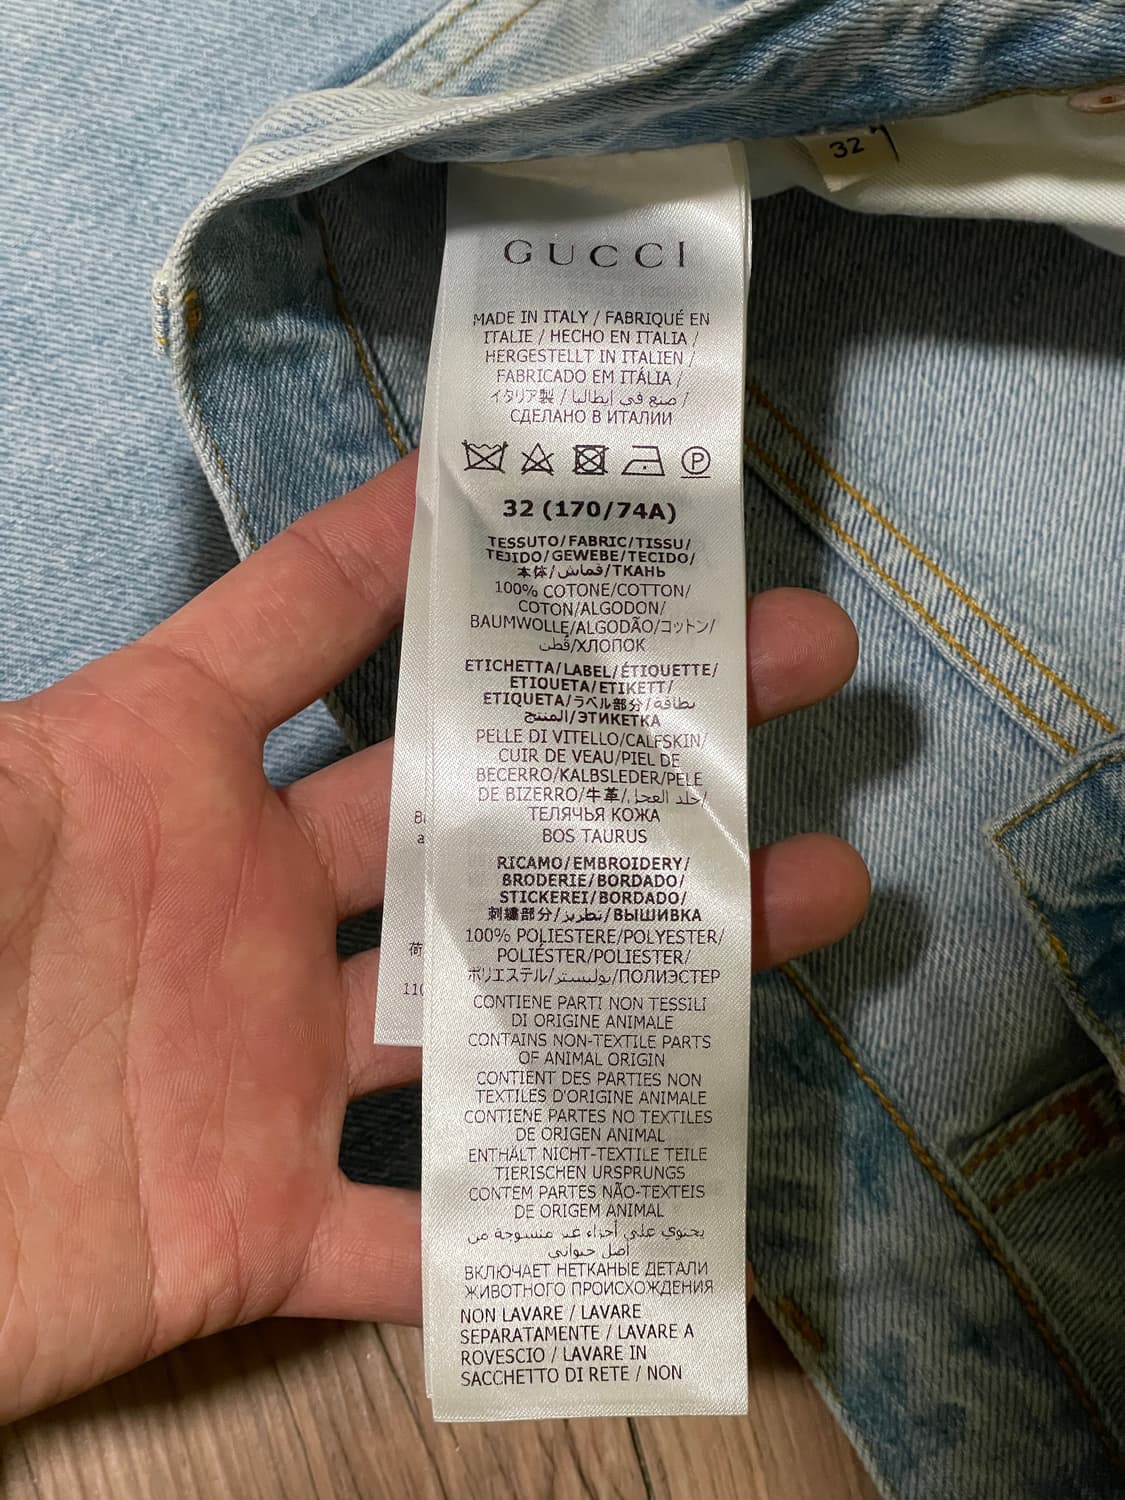 32
GUCCI
MADE IN ITALY / FABRIQUÉ EN
ITALIE / HECHO EN ITALIA /
HERGESTELLT IN ITALIEN /
FABRICADO EM ITÁLIA /
イタリア製 / صنع في إيطاليا /
СДЕЛАНО В ИТАЛИИ
P
32 (170/74A)
TESSUTO/FABRIC/TISSU/
TEJIDO/GEWEBE/TECIDO/
本体/قماش/ТКАНЬ
100% COTONE/COTTON/
COTON/ALGODON/
BAUMWOLLE/ALGODÃO/コットン/
قطن/ХЛОПОК
ETICHETTA/LABEL/ÉTIQUETTE/
ETIQUETA/ETIKETT/
ETIQUETA/ラベル部分/بطاقة
المنتج/ЭТИКЕТКА
PELLE DI VITELLO/CALFSKIN/
CUIR DE VEAU/PIEL DE
BECERRO/KALBSLEDER/PELE
DE BIZERRO/牛革/جلد العجل/
ТЕЛЯЧЬЯ КОЖА
BOS TAURUS
RICAMO/EMBROIDERY/
BRODERIE/BORDADO/
STICKEREI/BORDADO/
刺繍部分/تطريز/ВЫШИВКА
100% POLIESTERE/POLYESTER/
POLIÉSTER/POLIESTER/
ポリエステル/بوليستر/ПОЛИЭСТЕР
CONTIENE PARTI NON TESSILI
DI ORIGINE ANIMALE
CONTAINS NON-TEXTILE PARTS
OF ANIMAL ORIGIN
CONTIENT DES PARTIES NON
TEXTILES D'ORIGINE ANIMALE
CONTIENE PARTES NO TEXTILES
DE ORIGEN ANIMAL
ENTHÄLT NICHT-TEXTILE TEILE
TIERISCHEN URSPRUNGS
CONTEM PARTES NÃO-TEXTEIS
DE ORIGEM ANIMAL
يحتوي على أجزاء غير منسوجة من
أصل حيواني
ВКЛЮЧАЕТ НЕТКАНЫЕ ДЕТАЛИ
ЖИВОТНОГО ПРОИСХОЖДЕНИЯ
NON LAVARE / LAVARE
SEPARATAMENTE / LAVARE A
ROVESCIO / LAVARE IN
SACCHETTO DI RETE / NON
荷
110